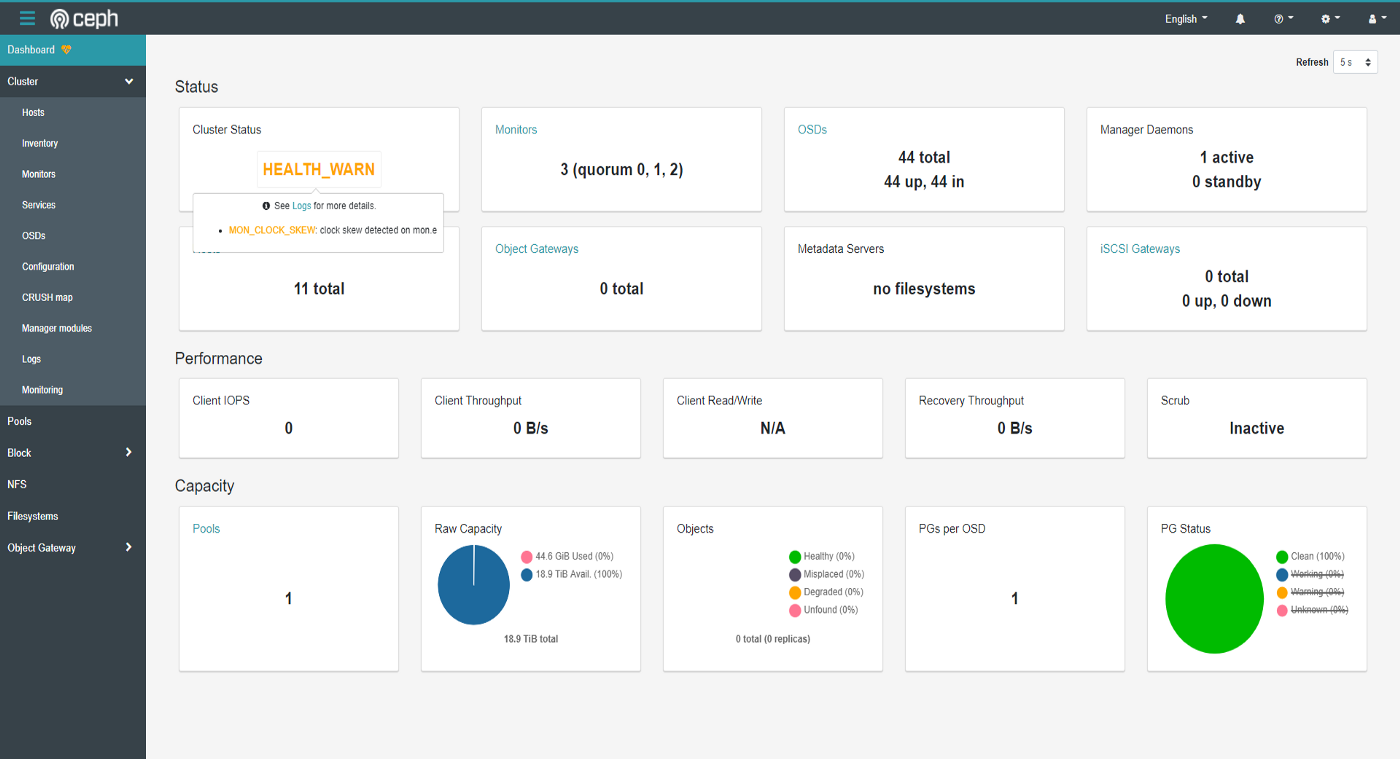 ceph
English
Dashboard
Cluster
Hosts
Inventory
Monitors
Services
OSDs
Configuration
CRUSH map
Manager modules
Logs
Monitoring
Pools
Block
NFS
Filesystems
Object Gateway
Refresh 5 s
Status
Cluster Status
HEALTH_WARN
See Logs for more details.
MON_CLOCK_SKEW: clock skew detected on mon.e
Monitors
3 (quorum 0, 1, 2)
OSDs
44 total
44 up, 44 in
Manager Daemons
1 active
0 standby
11 total
Object Gateways
0 total
Metadata Servers
no filesystems
iSCSI Gateways
0 total
0 up, 0 down
Performance
Client IOPS
0
Client Throughput
0 B/s
Client Read/Write
N/A
Recovery Throughput
0 B/s
Scrub
Inactive
Capacity
Pools
1
Raw Capacity
44.6 GiB Used (0%)
18.9 TiB Avail. (100%)
18.9 TiB total
Objects
Healthy (0%)
Misplaced (0%)
Degraded (0%)
Unfound (0%)
0 total (0 replicas)
PGs per OSD
1
PG Status
Clean (100%)
Working (0%)
Warning (0%)
Unknown (0%)